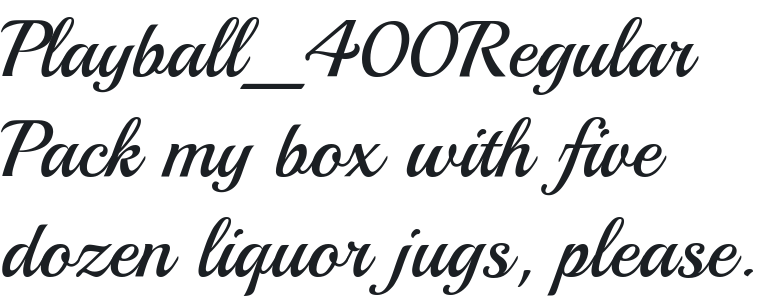 Playball_400Regular
Pack my box with five
dozen liquor jugs, please.